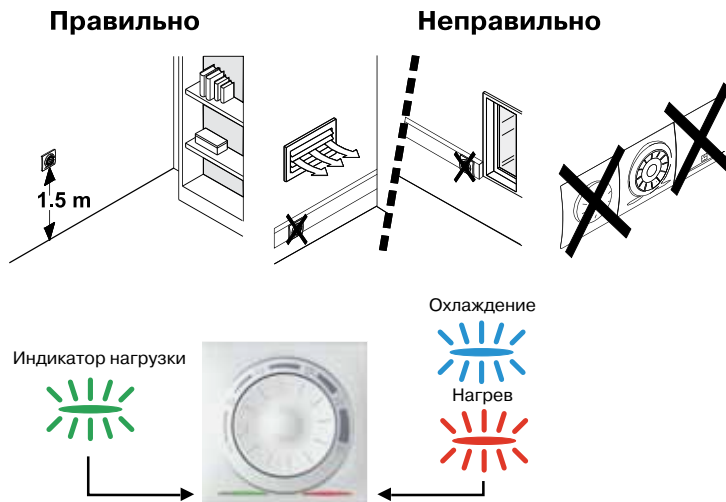 Правильно
Неправильно
1.5 m
Охлаждение
Индикатор нагрузки
Нагрев